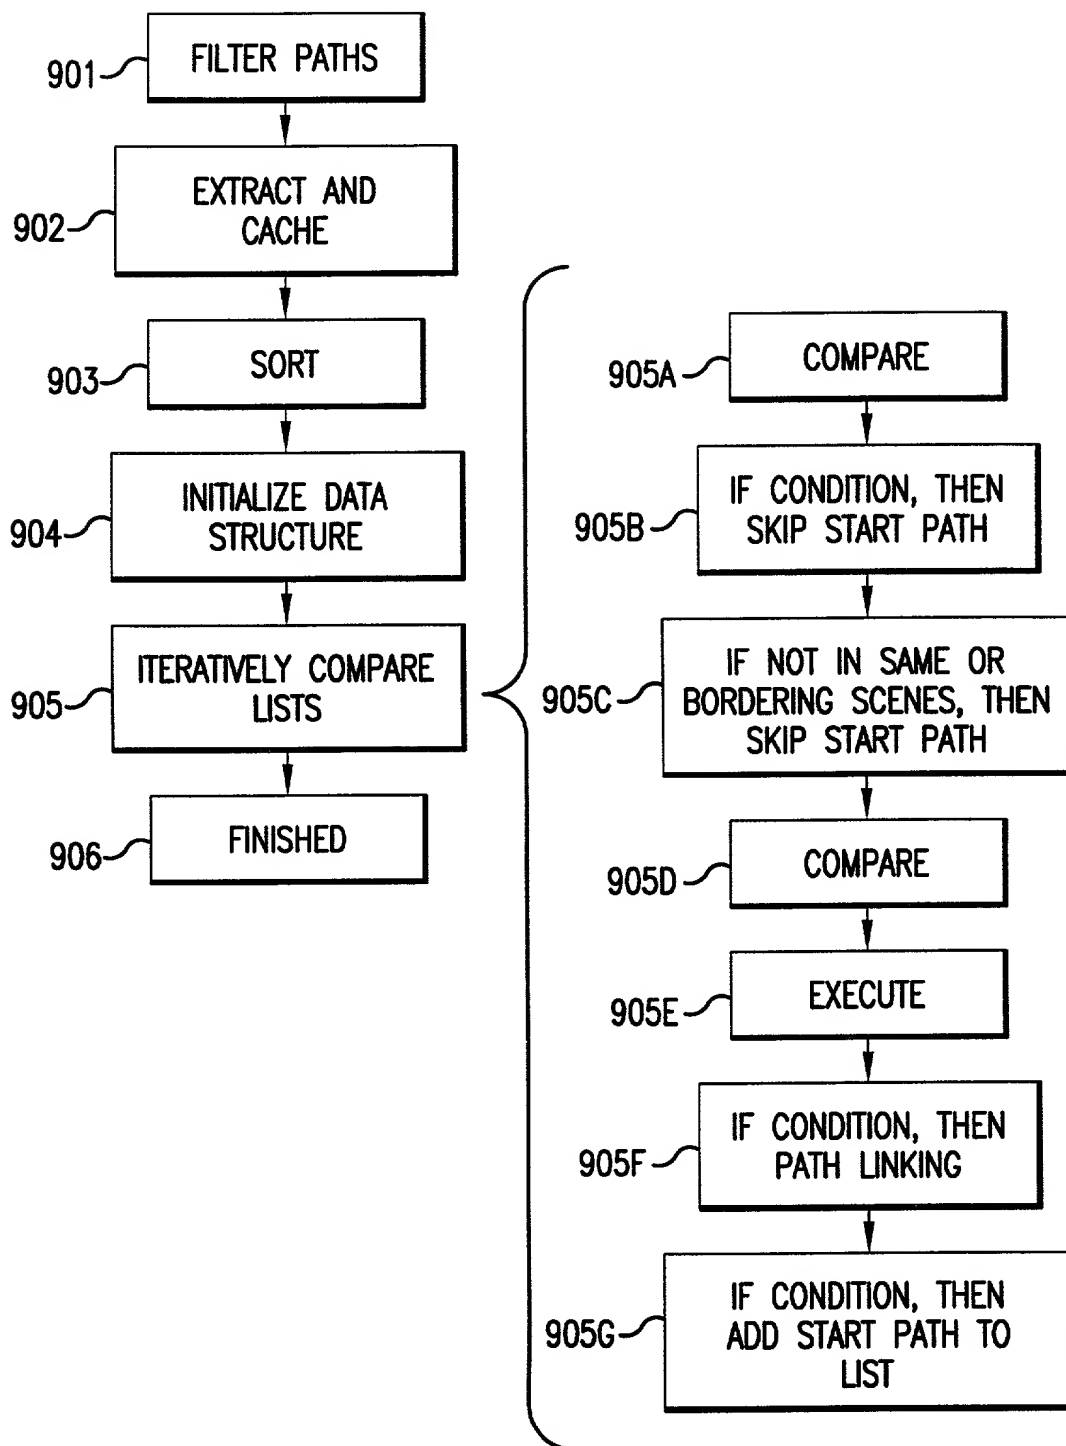 901
FILTER PATHS
902
EXTRACT AND
CACHE
903
SORT
904
INITIALIZE DATA
STRUCTURE
905
ITERATIVELY COMPARE
LISTS
906
FINISHED
905A
COMPARE
905B
IF CONDITION, THEN
SKIP START PATH
905C
IF NOT IN SAME OR
BORDERING SCENES, THEN
SKIP START PATH
905D
COMPARE
905E
EXECUTE
905F
IF CONDITION, THEN
PATH LINKING
905G
IF CONDITION, THEN
ADD START PATH TO
LIST